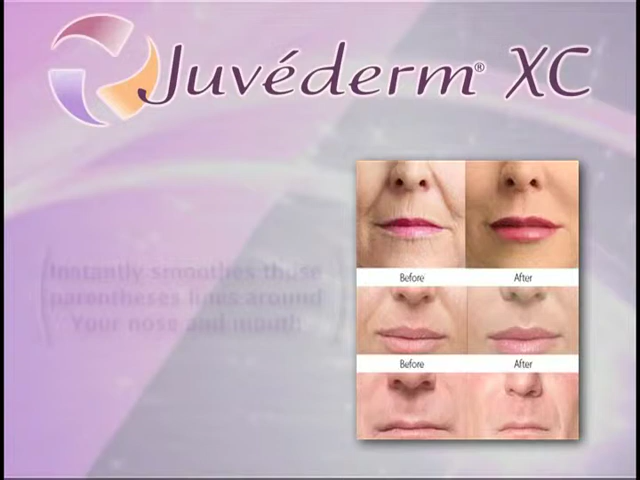 Juvéderm® XC
Instantly smoothes those
parentheses lines around
Your nose and mouth
Before After
Before After